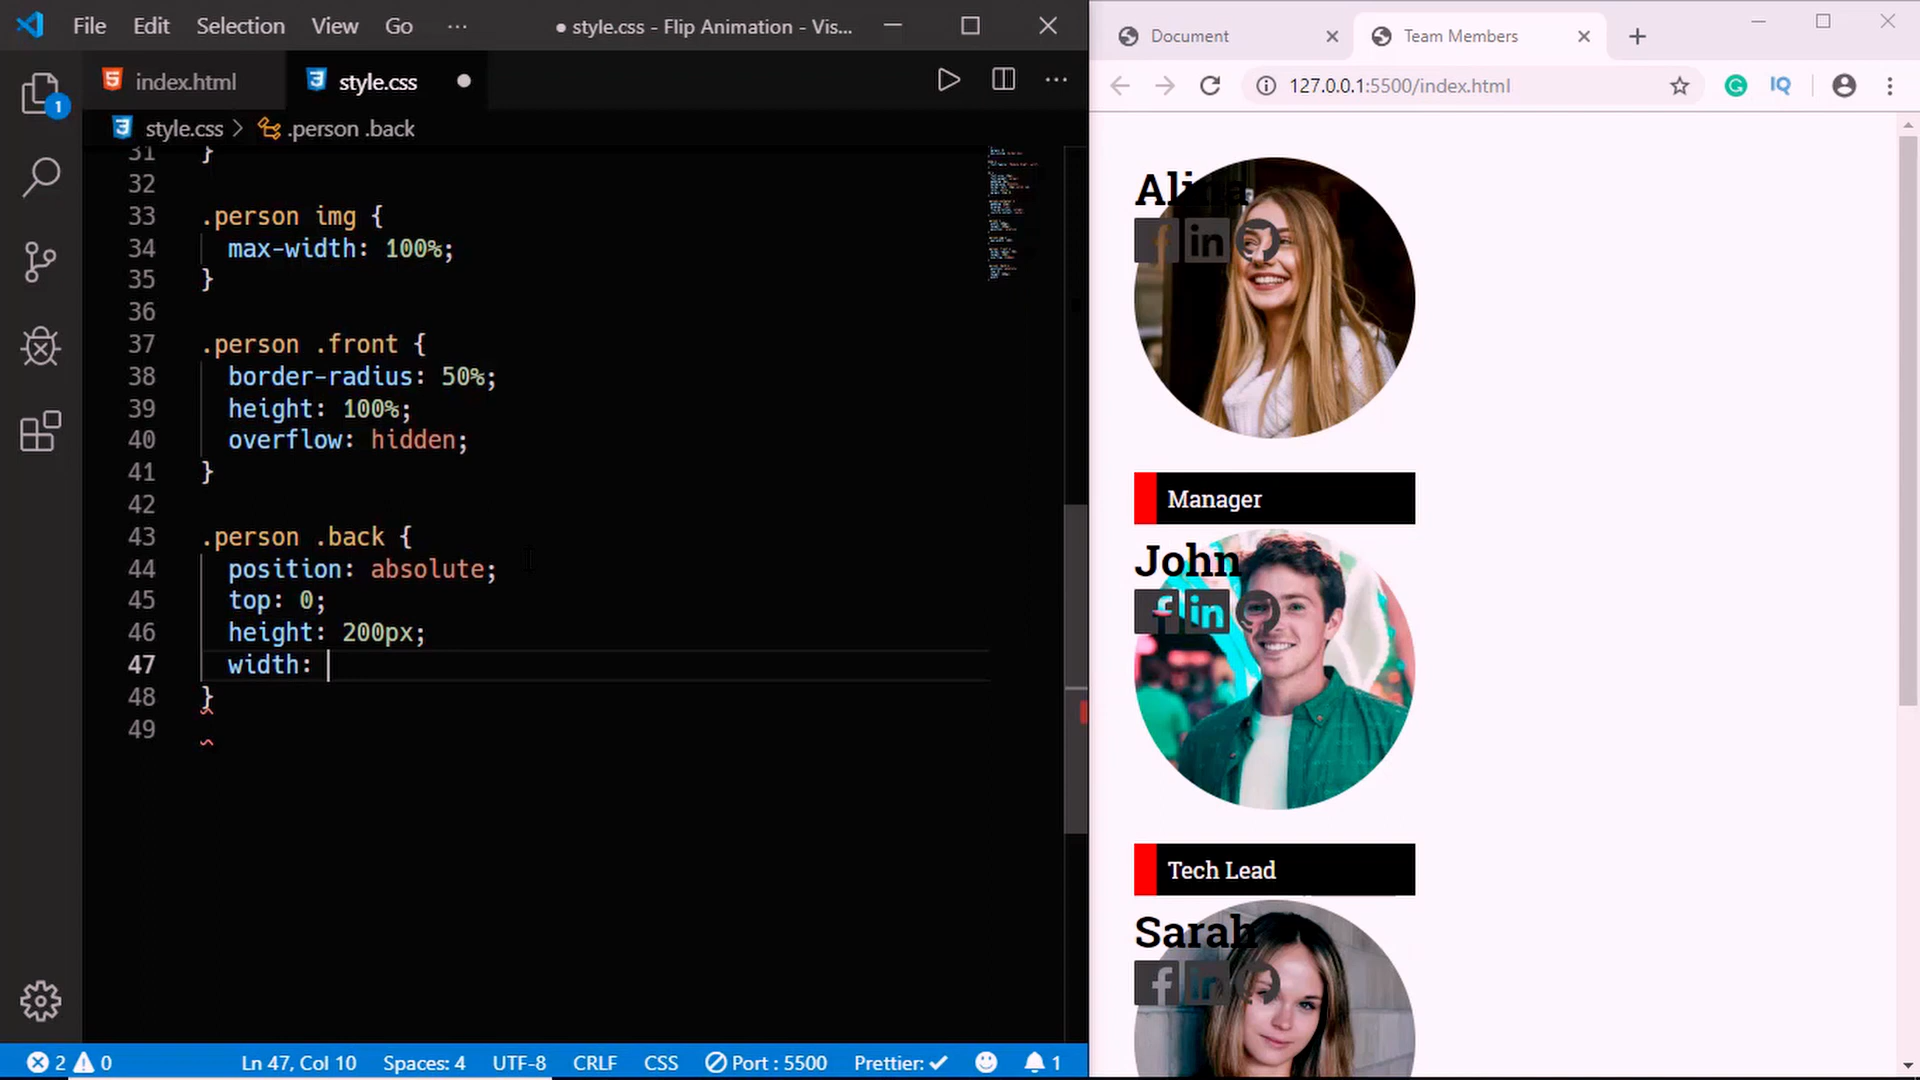 File Edit Selection View Go ··· ● style.css - Flip Animation - Vis...
index.html style.css ●
style.css > .person .back
1
31 }
32
33 .person img {
34 max-width: 100%;
35 }
36
37 .person .front {
38 border-radius: 50%;
39 height: 100%;
40 overflow: hidden;
41 }
42
43 .person .back {
44 position: absolute;
45 top: 0;
46 height: 200px;
47 width:
48 }
49
2 0 Ln 47, Col 10 Spaces: 4 UTF-8 CRLF CSS Port : 5500 Prettier: ✓ 1
Document Team Members
127.0.0.1:5500/index.html IQ
Alina
f in
Manager
John
f in
Tech Lead
Sarah
f in